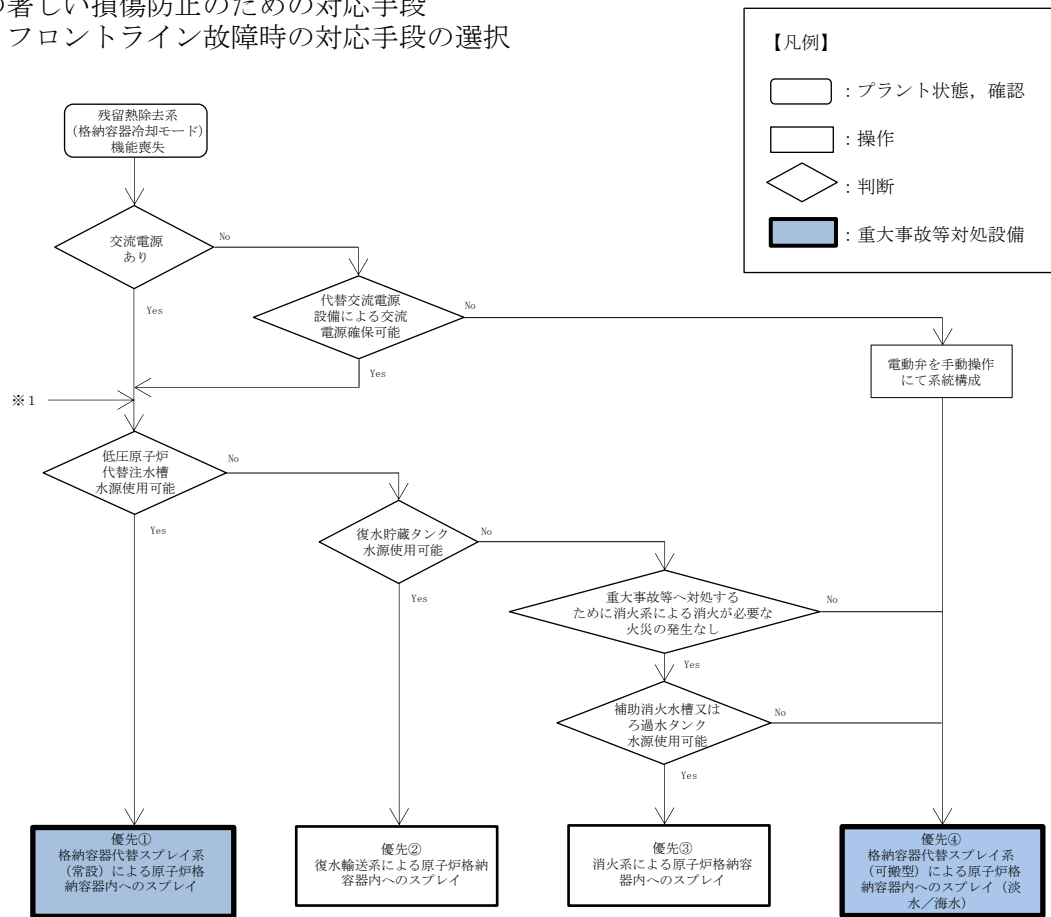 の著しい損傷防止のための対応手段
フロントライン故障時の対応手段の選択
【凡例】
：プラント状態，確認
：操作
：判断
：重大事故等対処設備
残留熱除去系
（格納容器冷却モード）
機能喪失
交流電源
あり
No
Yes
代替交流電源
設備による交流
電源確保可能
No
Yes
電動弁を手動操作
にて系統構成
※１
低圧原子炉
代替注水槽
水源使用可能
No
Yes
復水貯蔵タンク
水源使用可能
No
Yes
重大事故等へ対処する
ために消火系による消火が必要な
火災の発生なし
No
Yes
補助消火水槽又は
ろ過水タンク
水源使用可能
No
Yes
優先①
格納容器代替スプレイ系
（常設）による原子炉格
納容器内へのスプレイ
優先②
復水輸送系による原子炉格納
容器内へのスプレイ
優先③
消火系による原子炉格納容
器内へのスプレイ
優先④
格納容器代替スプレイ系
（可搬型）による原子炉格
納容器内へのスプレイ（淡
水／海水）